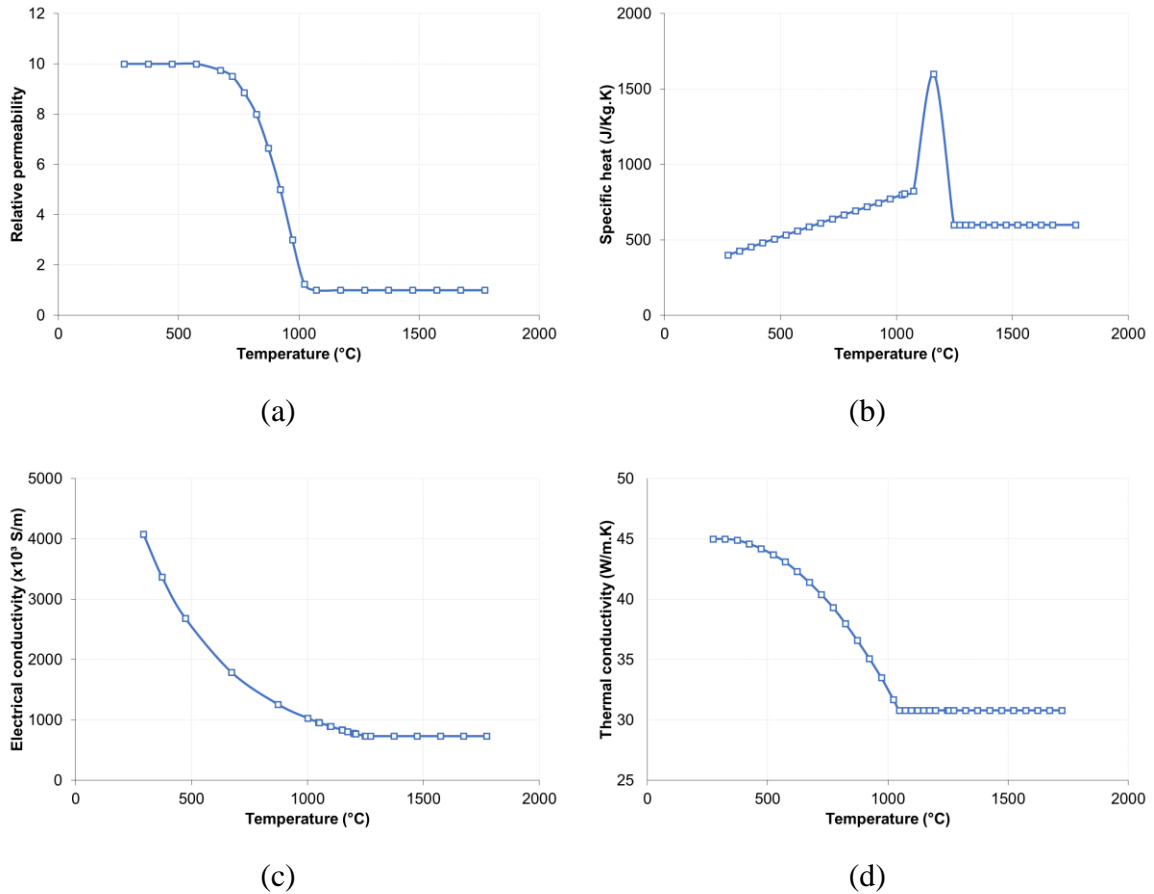 12
10
8
6
4
2
0
0 500 1000 1500 2000
Relative permeability
Temperature (°C)
(a)
2000
1500
1000
500
0
0 500 1000 1500 2000
Specific heat (J/Kg.K)
Temperature (°C)
(b)
5000
4000
3000
2000
1000
0
0 500 1000 1500 2000
Electrical conductivity (x10³ S/m)
Temperature (°C)
(c)
50
45
40
35
30
25
0 500 1000 1500 2000
Thermal conductivity (W/m.K)
Temperature (°C)
(d)